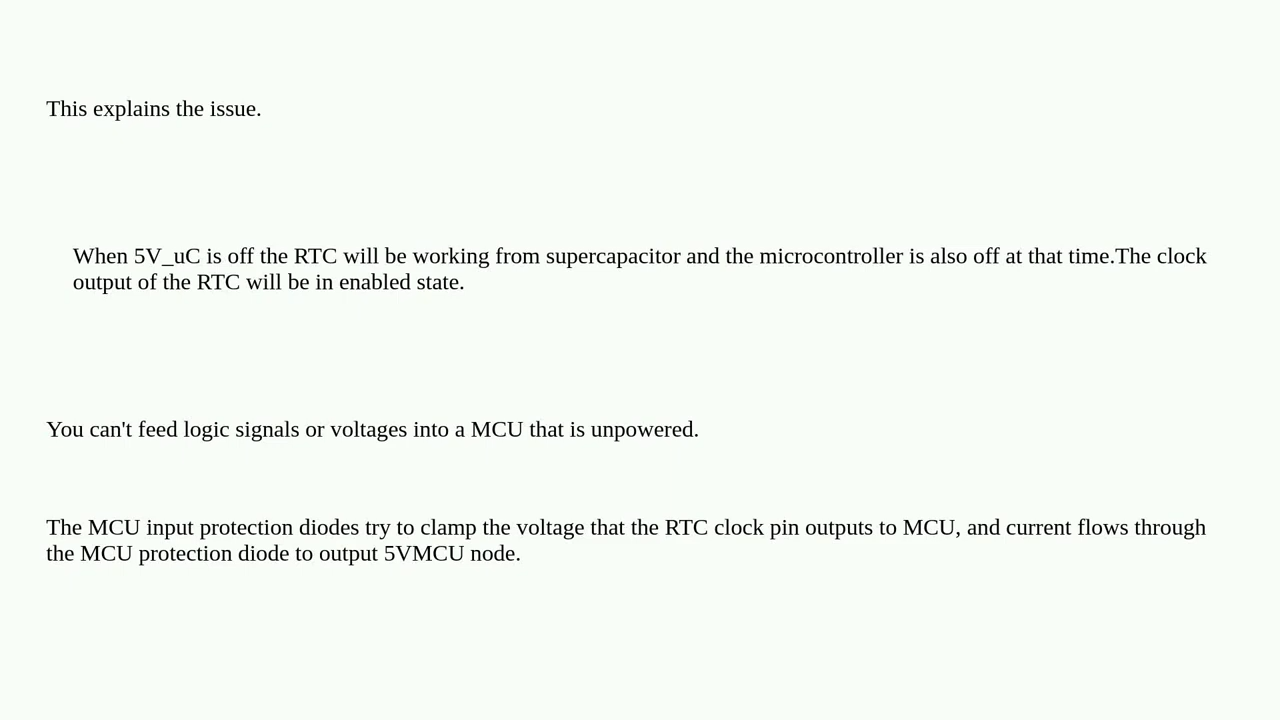 This explains the issue.
When 5V_uC is off the RTC will be working from supercapacitor and the microcontroller is also off at that time.The clock
output of the RTC will be in enabled state.
You can't feed logic signals or voltages into a MCU that is unpowered.
The MCU input protection diodes try to clamp the voltage that the RTC clock pin outputs to MCU, and current flows through
the MCU protection diode to output 5VMCU node.